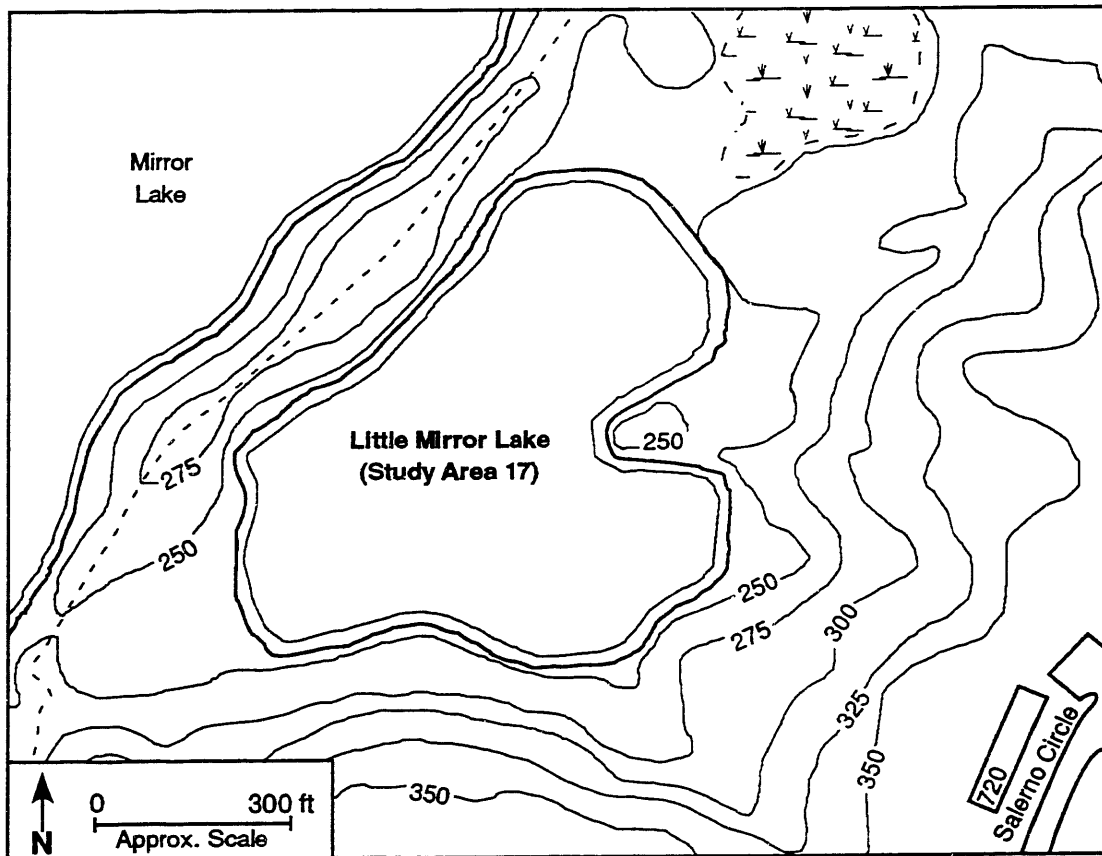 Mirror
Lake
Little Mirror Lake
(Study Area 17)
250
275
250
250
275
300
325
350
350
720
Salerno Circle
N
0
300 ft
Approx. Scale